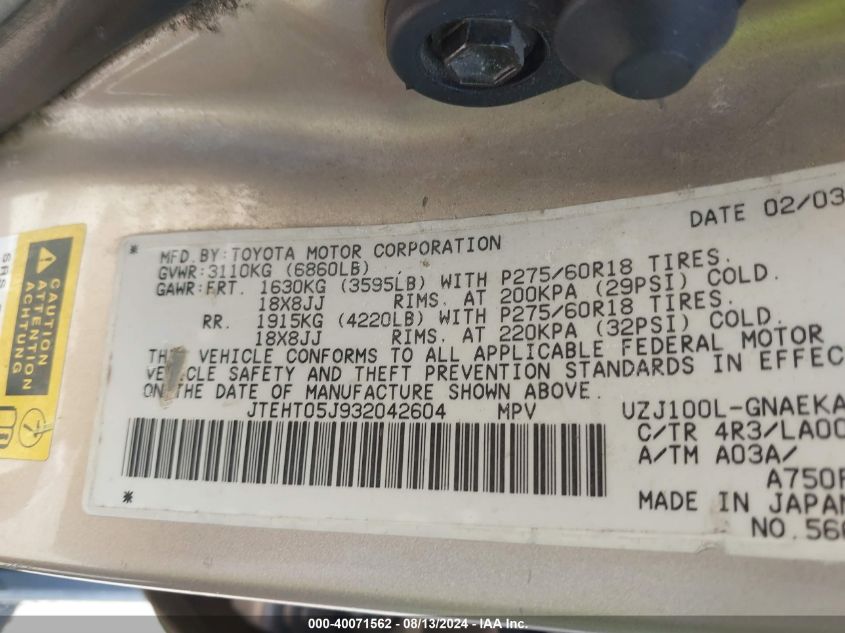 DATE 02/03
* MFD. BY: TOYOTA MOTOR CORPORATION
GVWR: 3110KG (6860LB)
GAWR: FRT. 1630KG (3595LB) WITH P275/60R18 TIRES.
18X8JJ RIMS. AT 200KPA (29PSI) COLD.
RR. 1915KG (4220LB) WITH P275/60R18 TIRES.
18X8JJ RIMS. AT 220KPA (32PSI) COLD.
VEHICLE CONFORMS TO ALL APPLICABLE FEDERAL MOTOR
VEHICLE SAFETY AND THEFT PREVENTION STANDARDS IN EFFEC
ON THE DATE OF MANUFACTURE SHOWN ABOVE.
JTEHT05J932042604 MPV UZJ100L-GNAEKA
C/TR 4R3/LA00
A/TM A03A/
A750F
*
MADE IN JAPAN
NO.566
SRS
CAUTION
ATTENTION
ACHTUNG
000-40071562 - 08/13/2024 - IAA Inc.